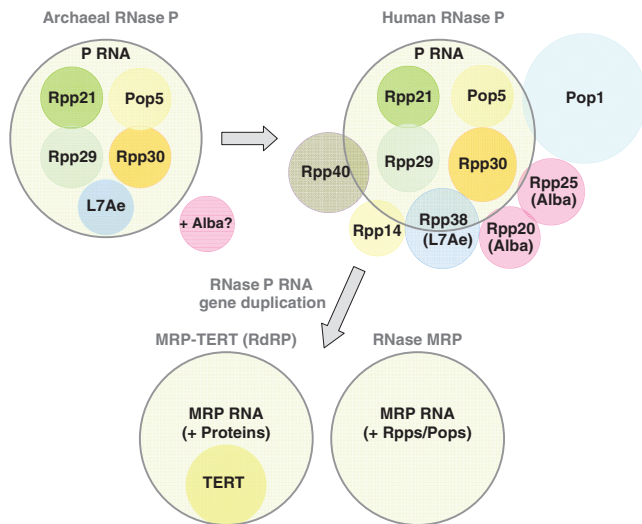 Archaeal RNase P
P RNA
Rpp21
Pop5
Rpp29
Rpp30
L7Ae
+ Alba?
Human RNase P
P RNA
Rpp21
Pop5
Pop1
Rpp29
Rpp30
Rpp40
Rpp25
(Alba)
Rpp14
Rpp38
(L7Ae)
Rpp20
(Alba)
RNase P RNA
gene duplication
MRP-TERT (RdRP)
MRP RNA
(+ Proteins)
TERT
RNase MRP
MRP RNA
(+ Rpps/Pops)